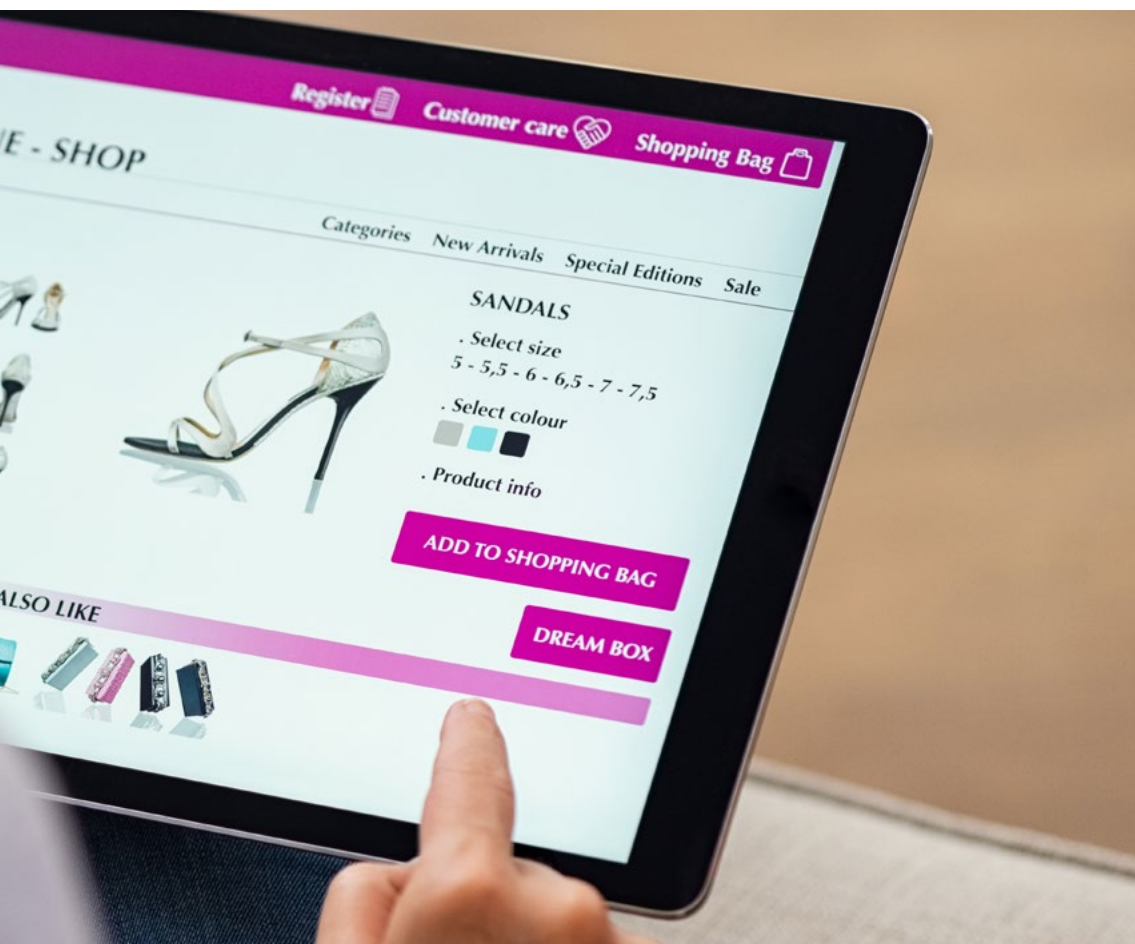 Register Customer care Shopping Bag
E - SHOP
Categories New Arrivals Special Editions Sale
SANDALS
. Select size
5 - 5,5 - 6 - 6,5 - 7 - 7,5
. Select colour
. Product info
ADD TO SHOPPING BAG
DREAM BOX
ALSO LIKE